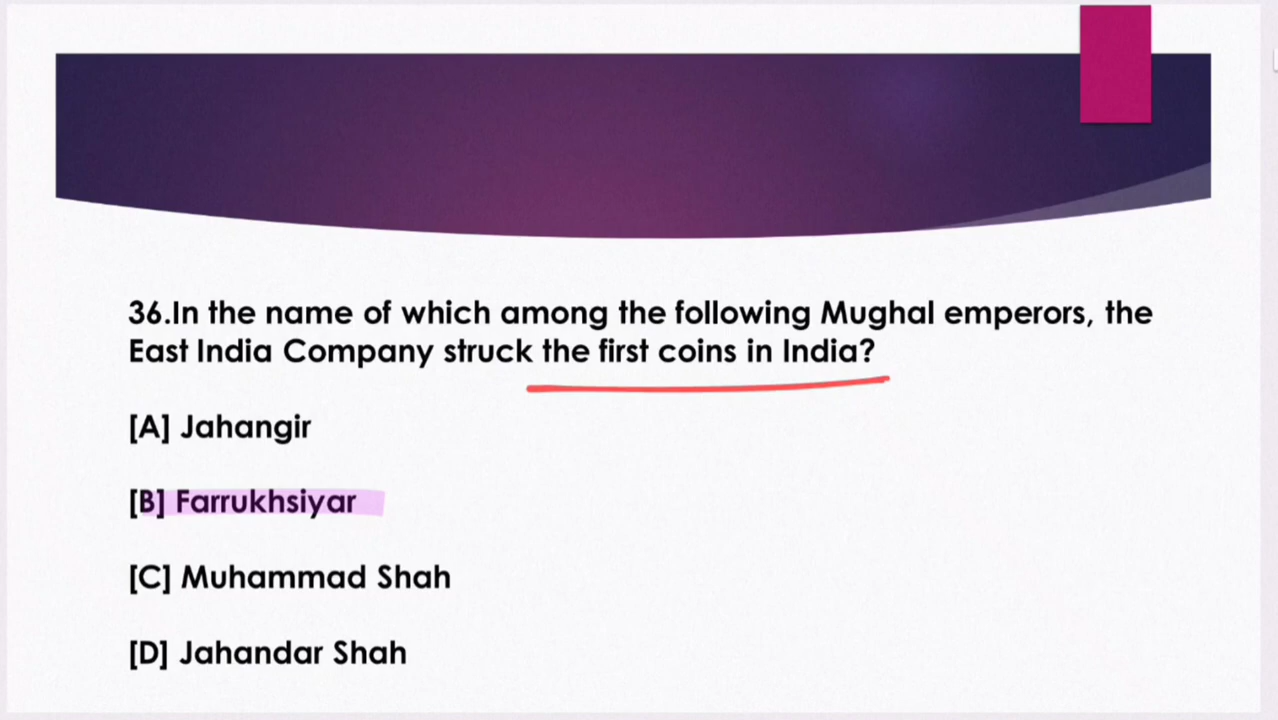 36.In the name of which among the following Mughal emperors, the
East India Company struck the first coins in India?
[A] Jahangir
[B] Farrukhsiyar
[C] Muhammad Shah
[D] Jahandar Shah